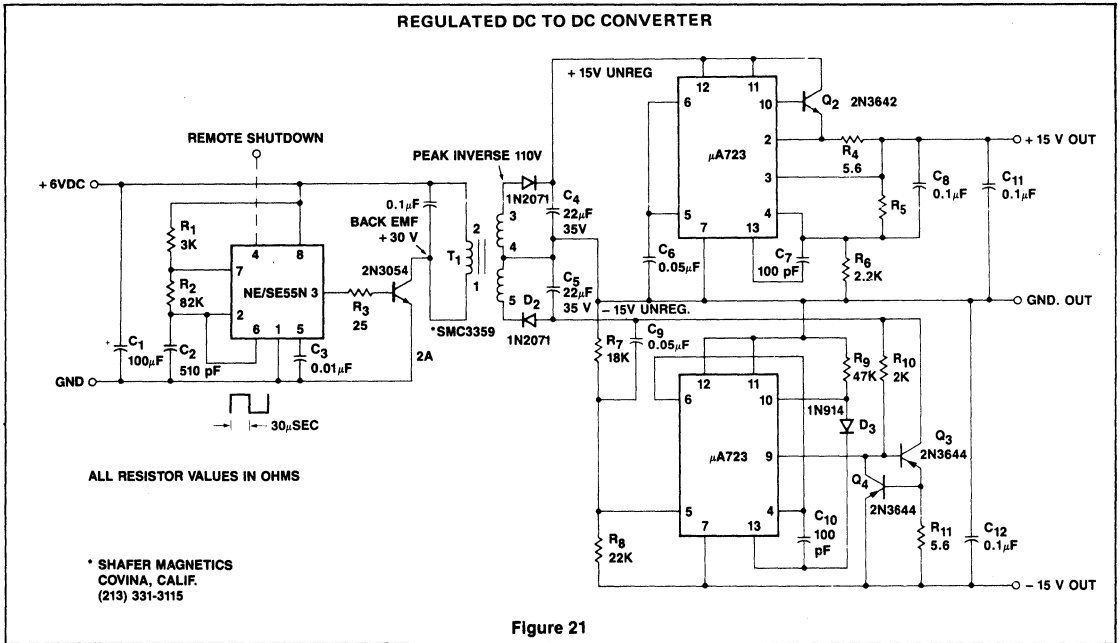 REGULATED DC TO DC CONVERTER
+ 15V UNREG
12
11
6
10
Q2
2N3642
REMOTE SHUTDOWN
PEAK INVERSE 110V
2
R4
5.6
+ 15 V OUT
µA723
+ 6VDC
1N2071
3
C8
0.1µF
C11
0.1µF
0.1µF
C4
22µF
35V
R5
R1
3K
BACK EMF
+30 V
3
2
4
T1
1
5
4
7
13
4
8
7
2N3054
C6
0.05µF
C7
100 pF
R6
2.2K
R2
82K
NE/SE55N
3
C5
22µF
35 V
GND. OUT
2
R3
25
*SMC3359
5
D2
1N2071
– 15V UNREG.
6
1
5
C1
100µF
+
C2
510 pF
C3
0.01µF
2A
R7
18K
C9
0.05µF
12
11
R9
47K
R10
2K
GND
6
10
1N914
D3
30µSEC
Q3
2N3644
µA723
9
Q4
2N3644
ALL RESISTOR VALUES IN OHMS
5
4
7
13
C10
100
pF
R8
22K
R11
5.6
C12
0.1µF
* SHAFER MAGNETICS
COVINA, CALIF.
(213) 331-3115
– 15 V OUT
Figure 21